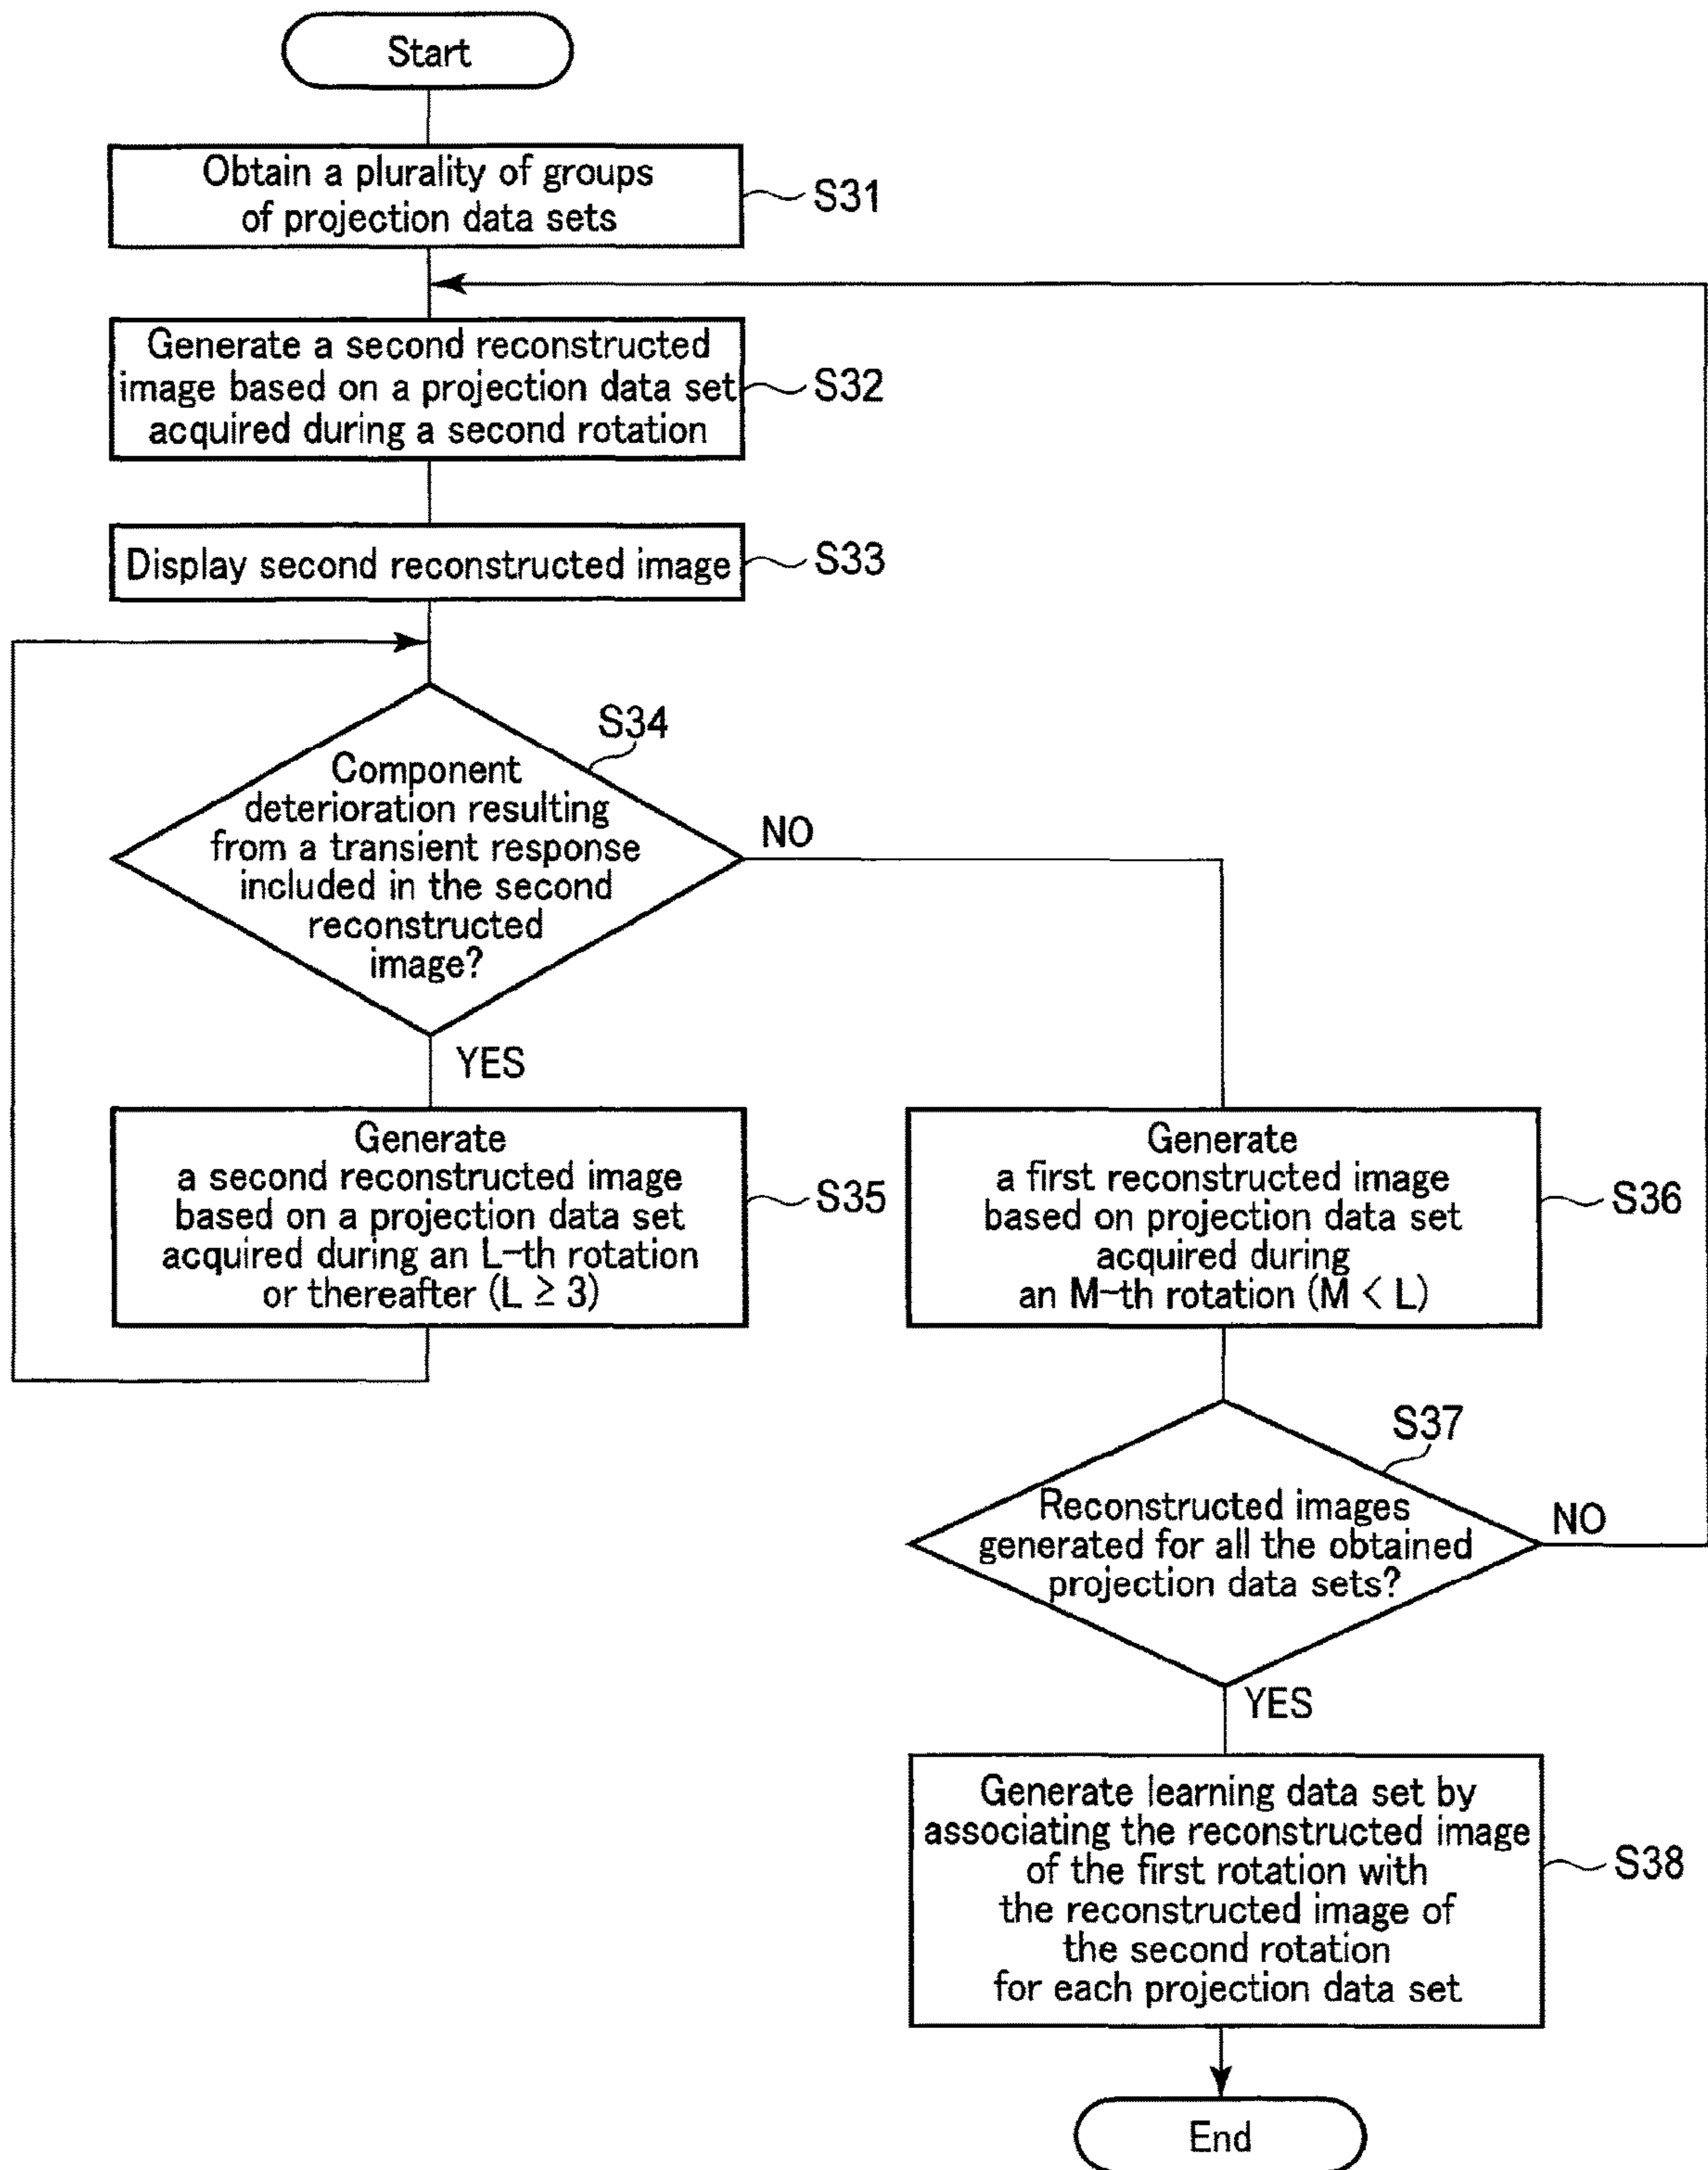 Start
Obtain a plurality of groups
of projection data sets
S31
Generate a second reconstructed
image based on a projection data set
acquired during a second rotation
S32
Display second reconstructed image
S33
S34
Component
deterioration resulting
from a transient response
included in the second
reconstructed
image?
NO
YES
Generate
a second reconstructed image
based on a projection data set
acquired during an L-th rotation
or thereafter (L ≥ 3)
S35
Generate
a first reconstructed image
based on projection data set
acquired during
an M-th rotation (M < L)
S36
S37
Reconstructed images
generated for all the obtained
projection data sets?
NO
YES
Generate learning data set by
associating the reconstructed image
of the first rotation with
the reconstructed image of
the second rotation
for each projection data set
S38
End